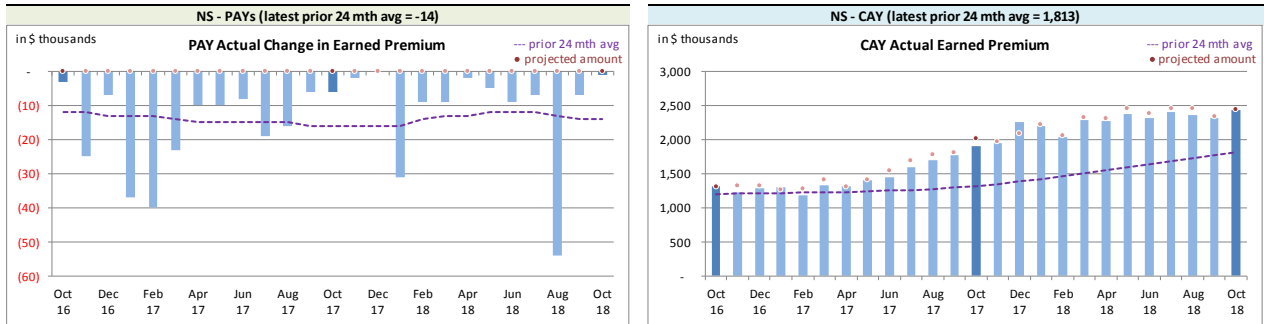 NS - PAYs (latest prior 24 mth avg = -14)
in $ thousands
PAY Actual Change in Earned Premium
--- prior 24 mth avg
● projected amount
-
(10)
(20)
(30)
(40)
(50)
(60)
Oct Dec Feb Apr Jun Aug Oct Dec Feb Apr Jun Aug Oct
16 16 17 17 17 17 17 17 18 18 18 18 18
NS - CAY (latest prior 24 mth avg = 1,813)
in $ thousands
CAY Actual Earned Premium
--- prior 24 mth avg
● projected amount
3,000
2,500
2,000
1,500
1,000
500
-
Oct Dec Feb Apr Jun Aug Oct Dec Feb Apr Jun Aug Oct
16 16 17 17 17 17 17 17 18 18 18 18 18